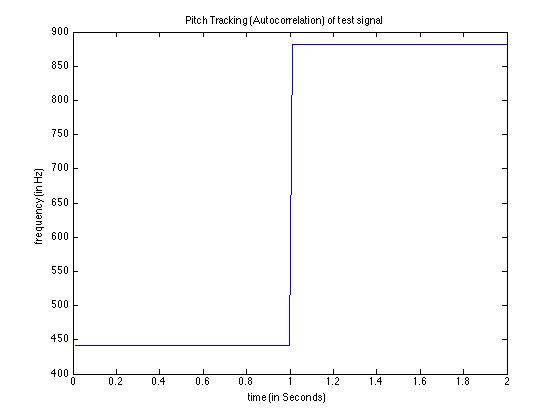 Pitch Tracking (Autocorrelation) of test signal
900
850
800
750
700
650
600
550
500
450
400
frequency (in Hz)
0 0.2 0.4 0.6 0.8 1 1.2 1.4 1.6 1.8 2
time (in Seconds)